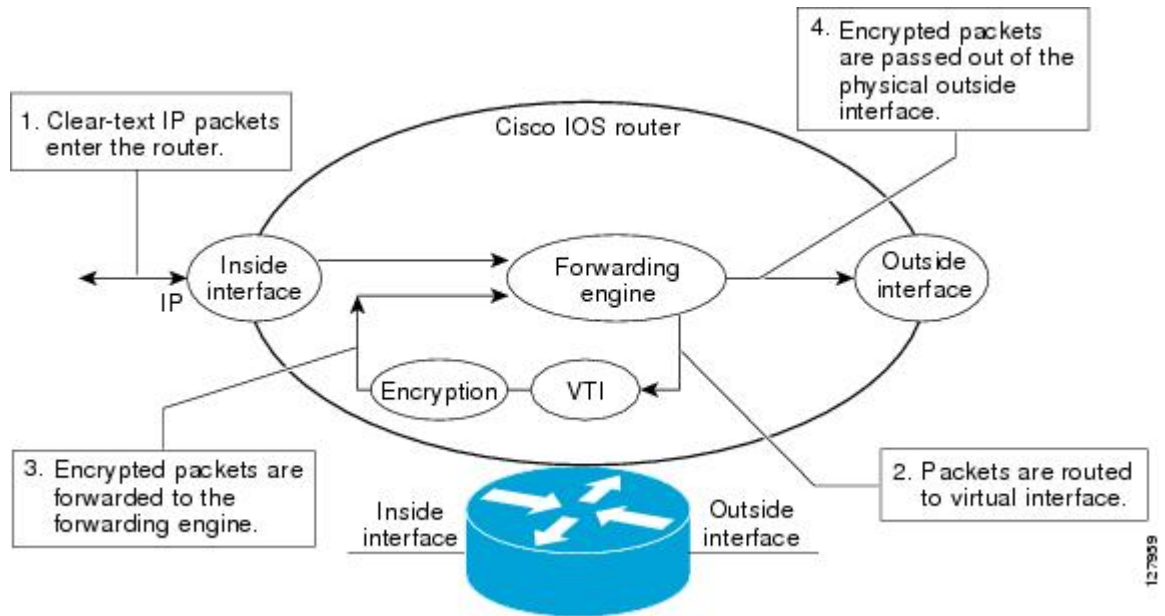 4. Encrypted packets
are passed out of the
physical outside
interface.
1. Clear-text IP packets
enter the router.
Cisco IOS router
Inside
interface
Forwarding
engine
Outside
interface
IP
Encryption
VTI
3. Encrypted packets are
forwarded to the
forwarding engine.
2. Packets are routed
to virtual interface.
Inside
interface
Outside
interface
127959